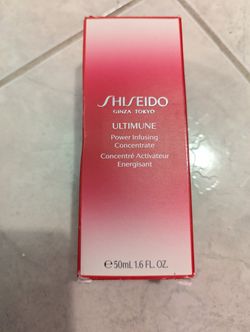 SHISEIDO
GINZA TOKYO
ULTIMUNE
Power Infusing
Concentrate
Concentré Activateur
Energisant
℮50mL 1.6 FL. OZ.